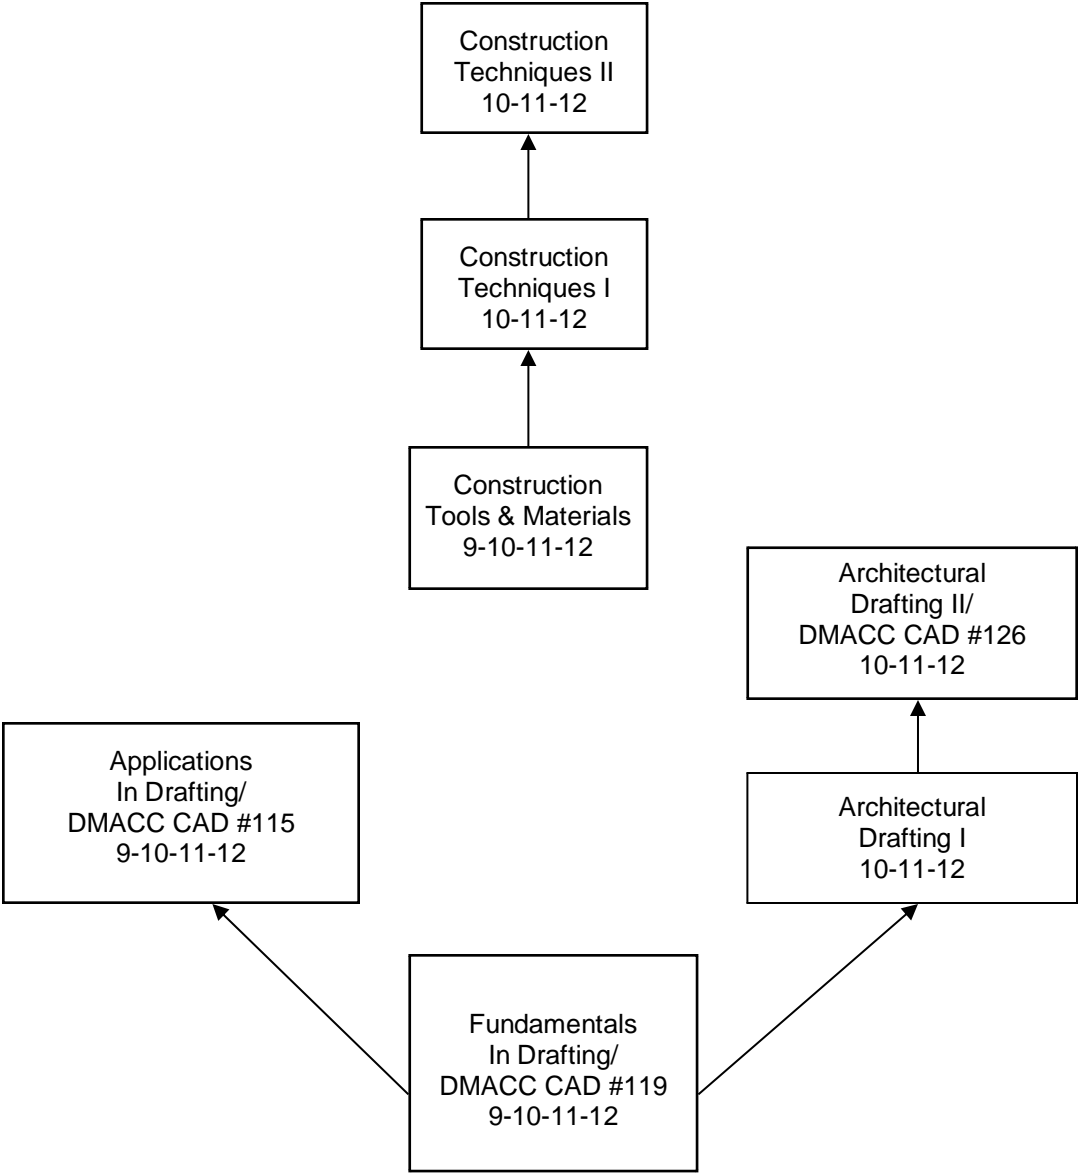 Construction
Techniques II
10-11-12
Construction
Techniques I
10-11-12
Construction
Tools & Materials
9-10-11-12
Architectural
Drafting II/
DMACC CAD #126
10-11-12
Applications
In Drafting/
DMACC CAD #115
9-10-11-12
Architectural
Drafting I
10-11-12
Fundamentals
In Drafting/
DMACC CAD #119
9-10-11-12